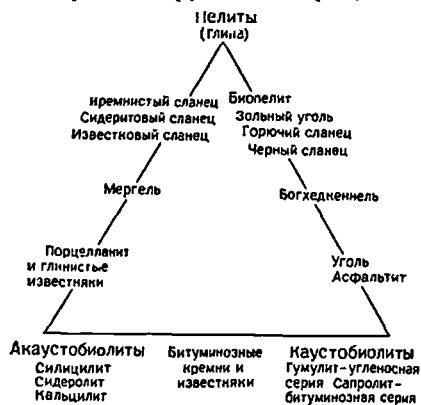 Пелиты
(глина)
Кремнистый сланец
Сидеритовый сланец
Известковый сланец
Биопелит
Зольный уголь
Горючий сланец
Черный сланец
Мергель
Богхедкеннель
Порцелланит
и глинистые
известняки
Уголь
Асфальтит
Акаустобиолиты
Силицилит
Сидеролит
Кальцилит
Битуминозные
кремни и
известняки
Каустобиолиты
Гумулит-угленосная
серия Сапролит-
битуминозная серия